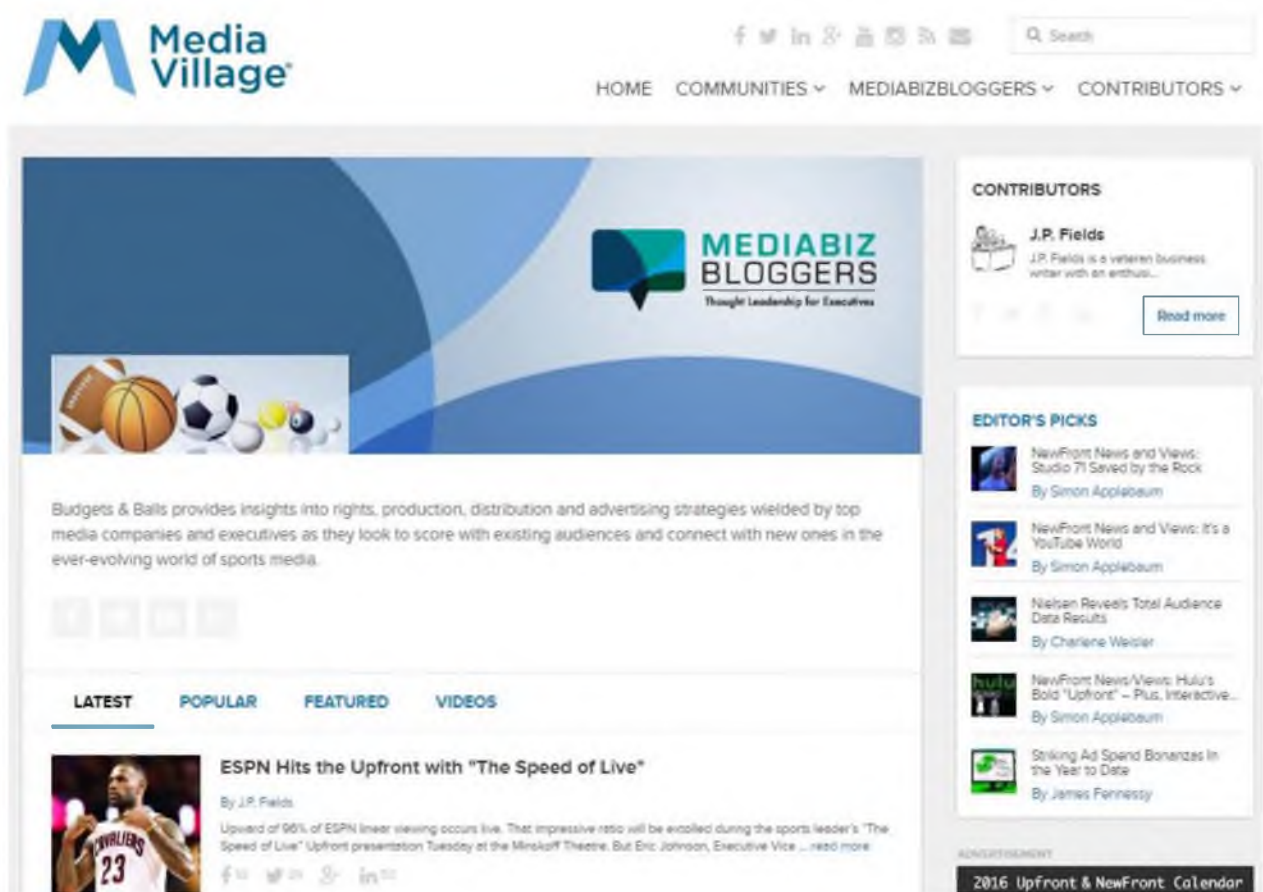 Media
Village
Search
HOME COMMUNITIES MEDIABIZBLOGGERS CONTRIBUTORS
MEDIABIZ
BLOGGERS
Thought Leadership for Executives
Budgets & Balls provides insights into rights, production, distribution and advertising strategies wielded by top
media companies and executives as they look to score with existing audiences and connect with new ones in the
ever-evolving world of sports media.
LATEST POPULAR FEATURED VIDEOS
ESPN Hits the Upfront with "The Speed of Live"
By J.P. Fields
Upward of 96% of ESPN linear viewing occurs live. That impressive ratio will be extolled during the sports leader's "The
Speed of Live" Upfront presentation Tuesday at the Minskoff Theatre. But Eric Johnson, Executive Vice ... read more
CAVALIERS
23
CONTRIBUTORS
J.P. Fields
J.P. Fields is a veteran business
writer with an enthusi...
Read more
EDITOR'S PICKS
NewFront News and Views:
Studio 71 Saved by the Rock
By Simon Applebaum
NewFront News and Views: It's a
YouTube World
By Simon Applebaum
Nielsen Reveals Total Audience
Data Results
By Charlene Weisler
hulu
NewFront News/Views: Hulu's
Bold "Upfront" – Plus, Interactive...
By Simon Applebaum
Striking Ad Spend Bonanzas In
the Year to Date
By James Fennessy
ADVERTISEMENT
2016 Upfront & NewFront Calendar